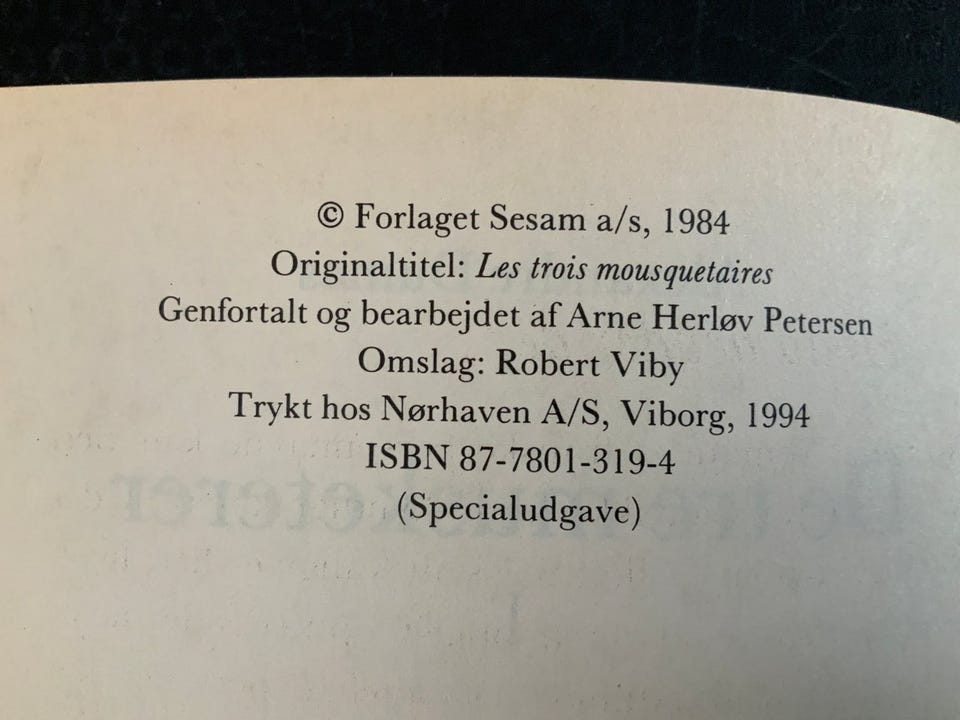 © Forlaget Sesam a/s, 1984
Originaltitel: Les trois mousquetaires
Genfortalt og bearbejdet af Arne Herløv Petersen
Omslag: Robert Viby
Trykt hos Nørhaven A/S, Viborg, 1994
ISBN 87-7801-319-4
(Specialudgave)